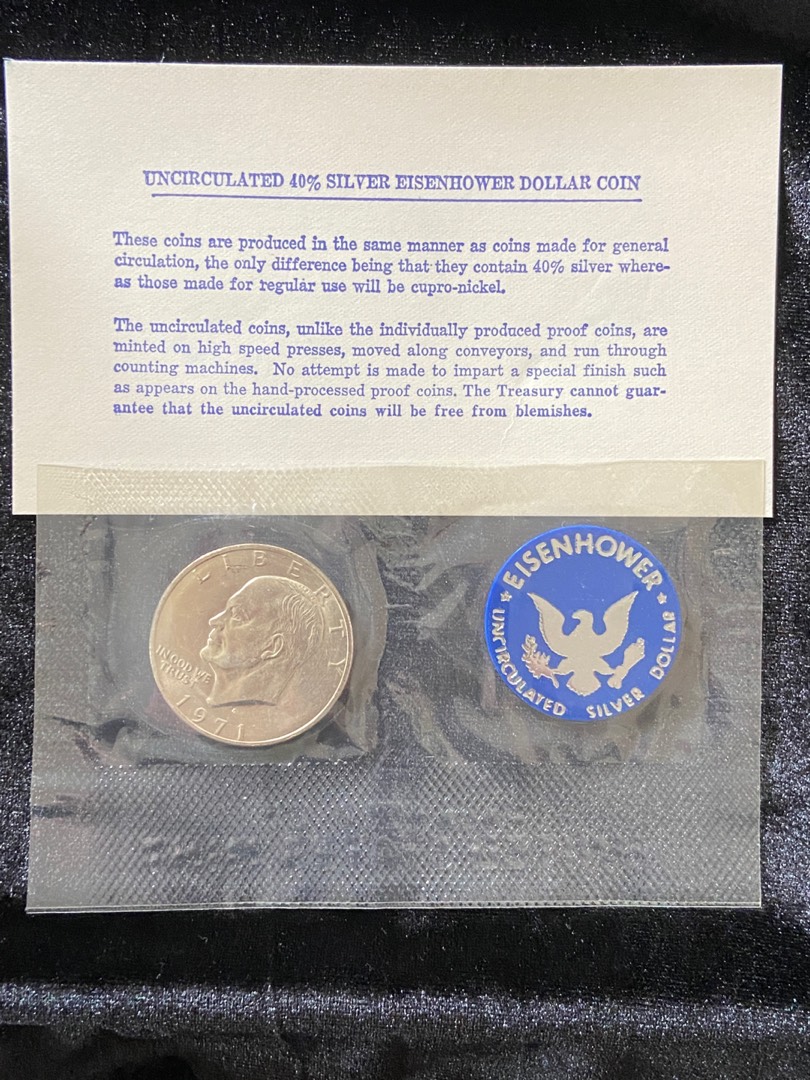 UNCIRCULATED 40% SILVER EISENHOWER DOLLAR COIN
These coins are produced in the same manner as coins made for general
circulation, the only difference being that they contain 40% silver where-
as those made for regular use will be cupro-nickel.
The uncirculated coins, unlike the individually produced proof coins, are
minted on high speed presses, moved along conveyors, and run through
counting machines. No attempt is made to impart a special finish such
as appears on the hand-processed proof coins. The Treasury cannot guar-
antee that the uncirculated coins will be free from blemishes.
LIBERTY
IN GOD WE
TRUST
1971
EISENHOWER
UNCIRCULATED SILVER DOLLAR